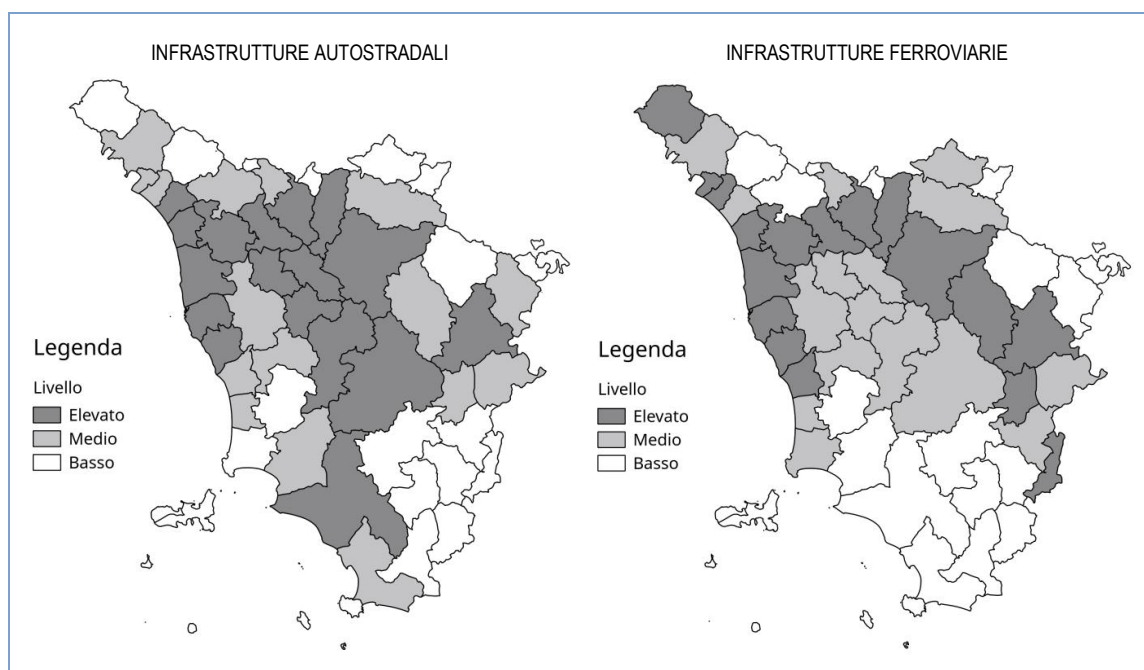 INFRASTRUTTURE AUTOSTRADALI
Legenda
Livello
Elevato
Medio
Basso
INFRASTRUTTURE FERROVIARIE
Legenda
Livello
Elevato
Medio
Basso